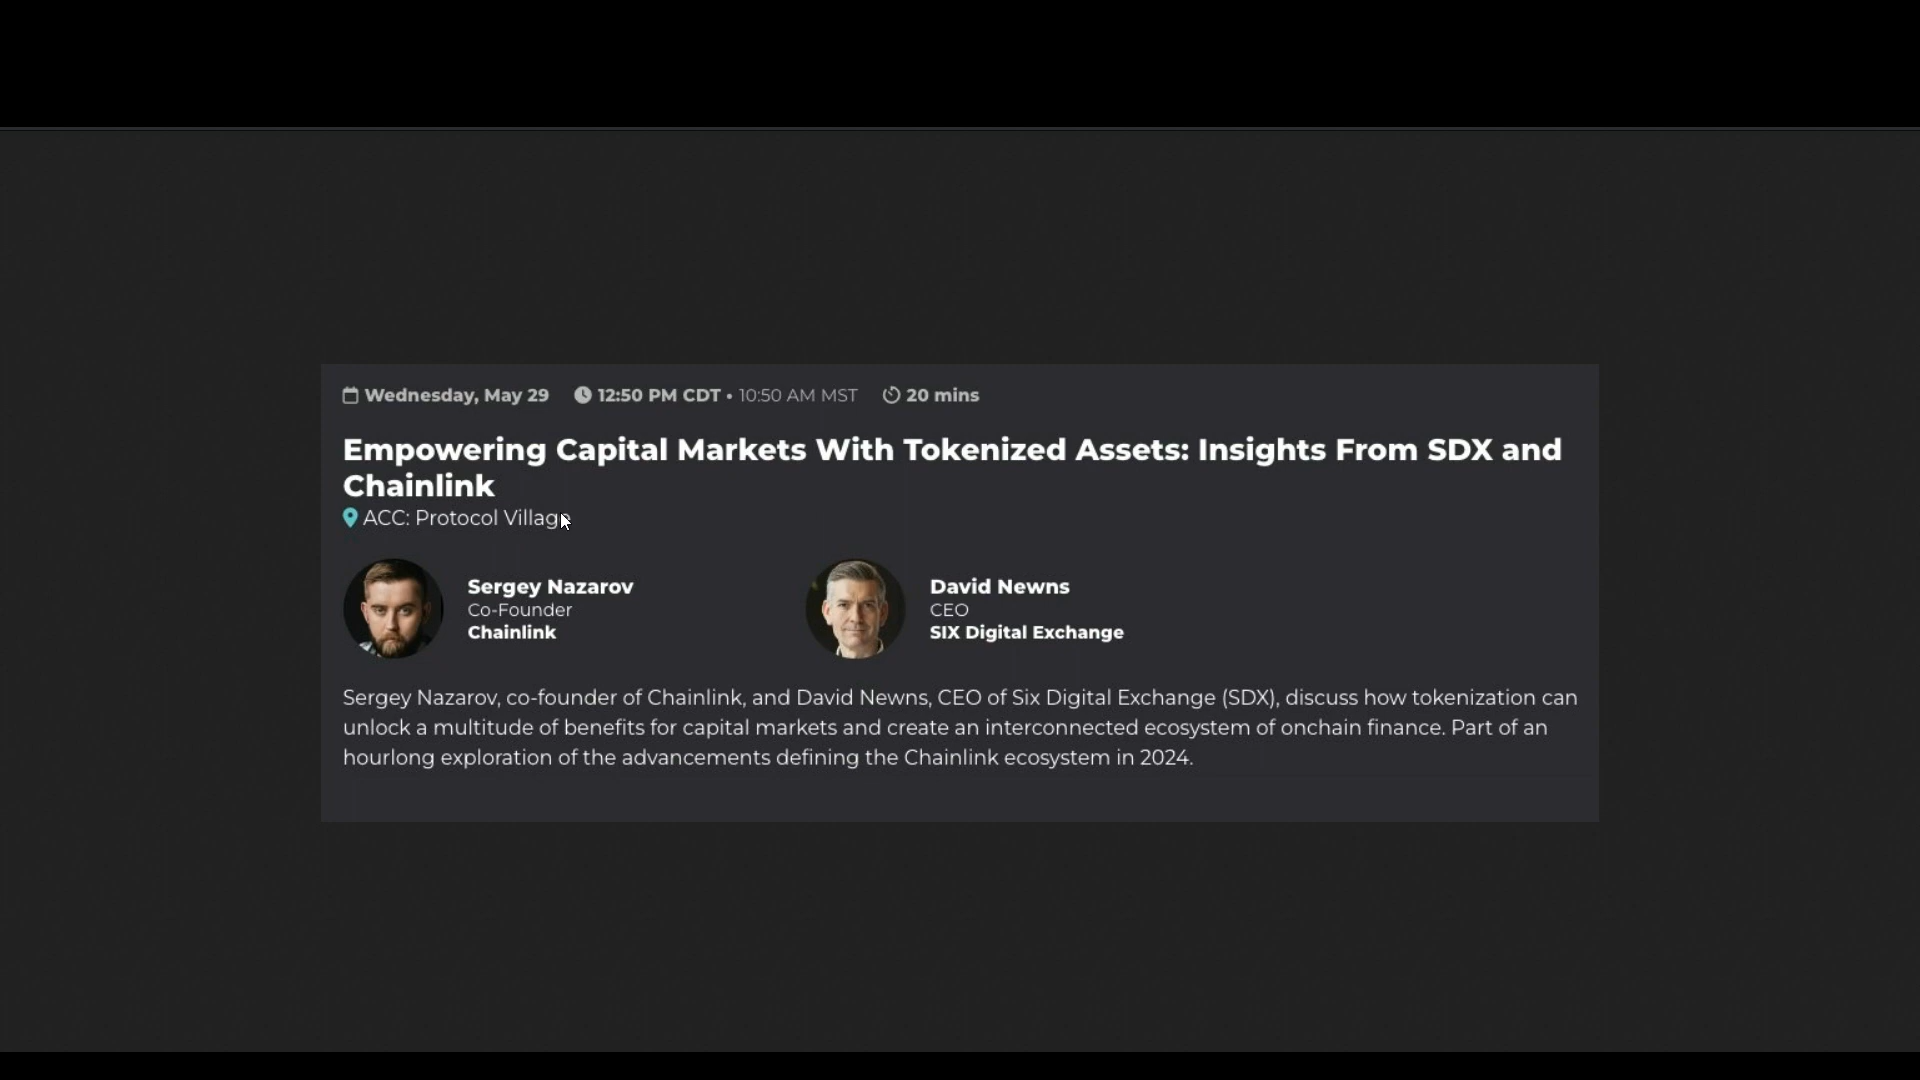 Wednesday, May 29 12:50 PM CDT • 10:50 AM MST 20 mins
Empowering Capital Markets With Tokenized Assets: Insights From SDX and
Chainlink
ACC: Protocol Village
Sergey Nazarov
Co-Founder
Chainlink
David Newns
CEO
SIX Digital Exchange
Sergey Nazarov, co-founder of Chainlink, and David Newns, CEO of Six Digital Exchange (SDX), discuss how tokenization can
unlock a multitude of benefits for capital markets and create an interconnected ecosystem of onchain finance. Part of an
hourlong exploration of the advancements defining the Chainlink ecosystem in 2024.